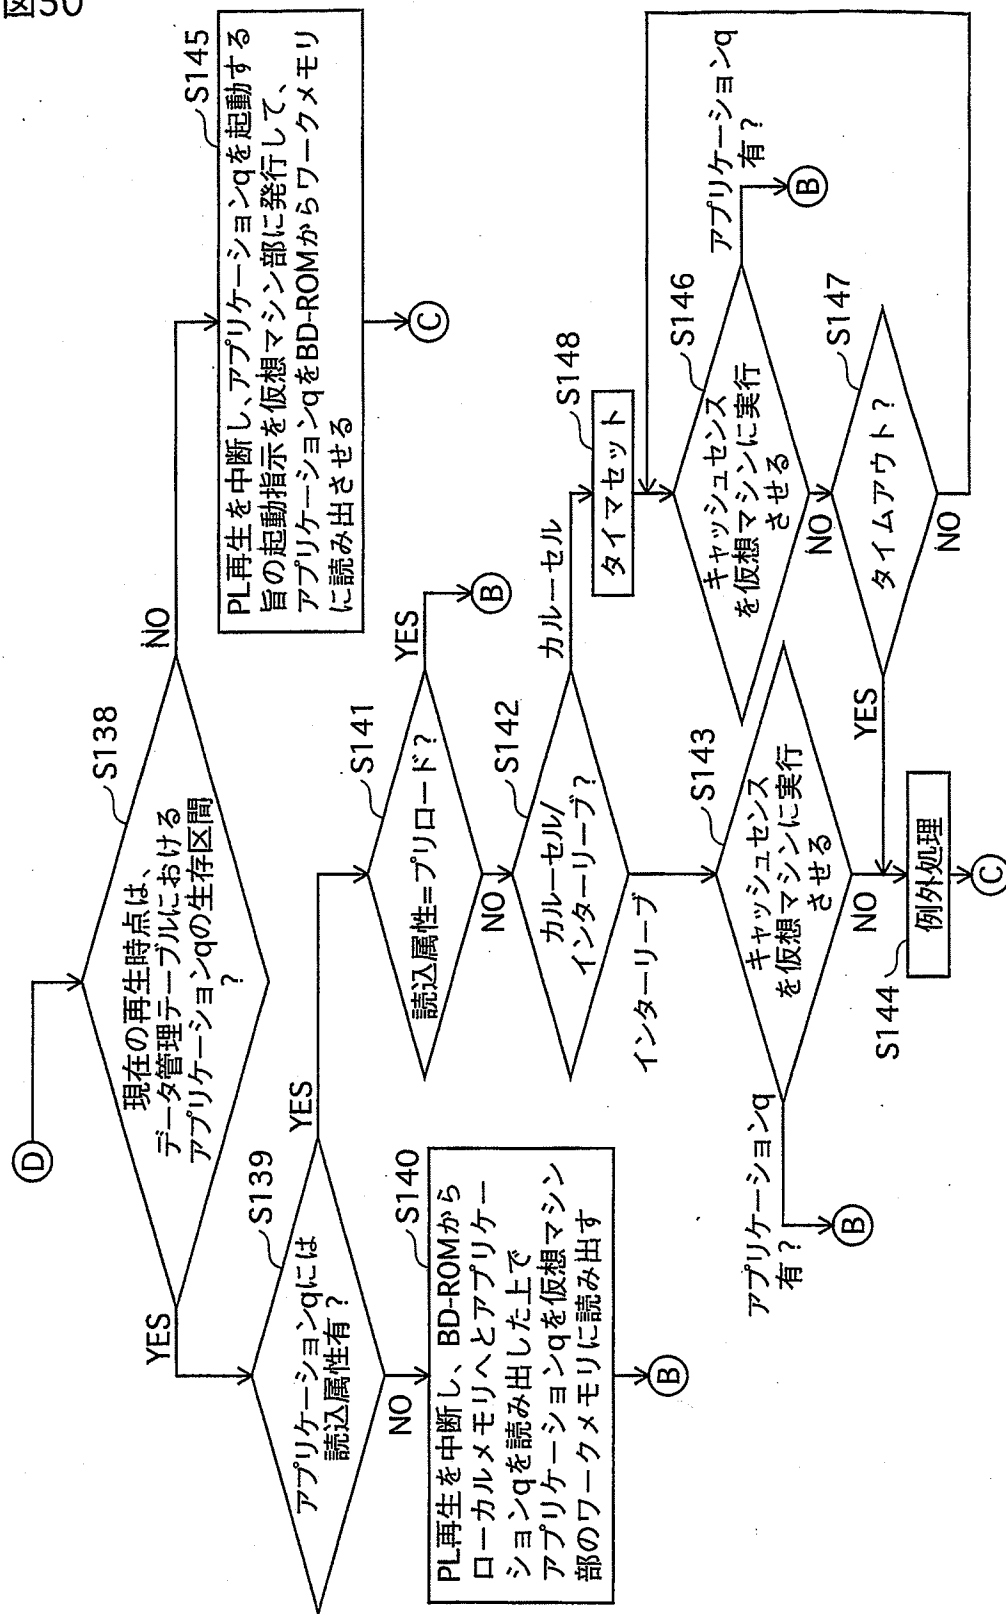 図50
D
現在の再生時点は、
データ管理テーブルにおける
アプリケーションqの生存区間
?
S138
YES
NO
S145
PL再生を中断し、アプリケーションqを起動する
旨の起動指示を仮想マシン部に発行して、
アプリケーションqをBD-ROMからワークメモリ
に読み出させる
C
アプリケーションqには
読込属性有?
S139
YES
NO
S140
PL再生を中断し、BD-ROMから
ローカルメモリへとアプリケー
ションqを読み出した上で
アプリケーションqを仮想マシン
部のワークメモリに読み出す
B
読込属性=プリロード?
S141
YES
B
NO
カルーセル/
インターリーブ?
S142
カルーセル
インターリーブ
S148
タイマセット
キャッシュセンス
を仮想マシンに実行
させる
S146
アプリケーションq
有?
B
NO
タイムアウト?
S147
YES
NO
キャッシュセンス
を仮想マシンに実行
させる
S143
アプリケーションq
有?
B
NO
S144
例外処理
C